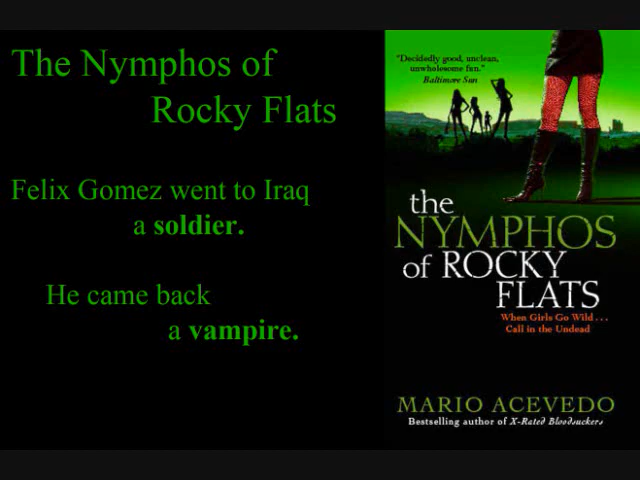 The Nymphos of
Rocky Flats
Felix Gomez went to Iraq
a soldier.
He came back
a vampire.
"Decidedly good, unclean,
unwholesome fun."
Baltimore Sun
the
NYMPHOS
of ROCKY
FLATS
When Girls Go Wild...
Call in the Undead
MARIO ACEVEDO
Bestselling author of X-Rated Bloodsuckers